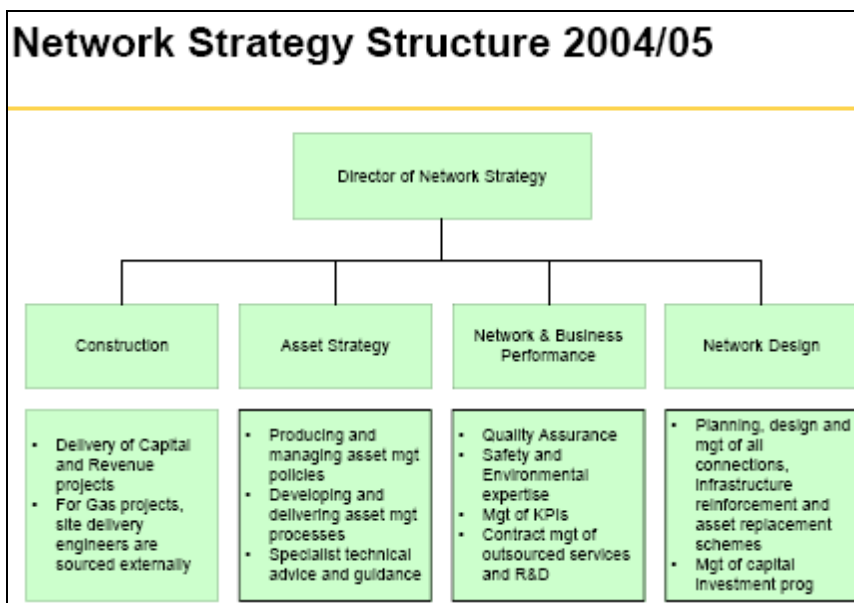 Network Strategy Structure 2004/05
Director of Network Strategy
Construction
Asset Strategy
Network & Business
Performance
Network Design
• Delivery of Capital
and Revenue
projects
• For Gas projects,
site delivery
engineers are
sourced externally
• Producing and
managing asset mgt
policies
• Developing and
delivering asset mgt
processes
• Specialist technical
advice and guidance
• Quality Assurance
• Safety and
Environmental
expertise
• Mgt of KPIs
• Contract mgt of
outsourced services
and R&D
• Planning, design and
mgt of all
connections,
infrastructure
reinforcement and
asset replacement
schemes
• Mgt of capital
investment prog